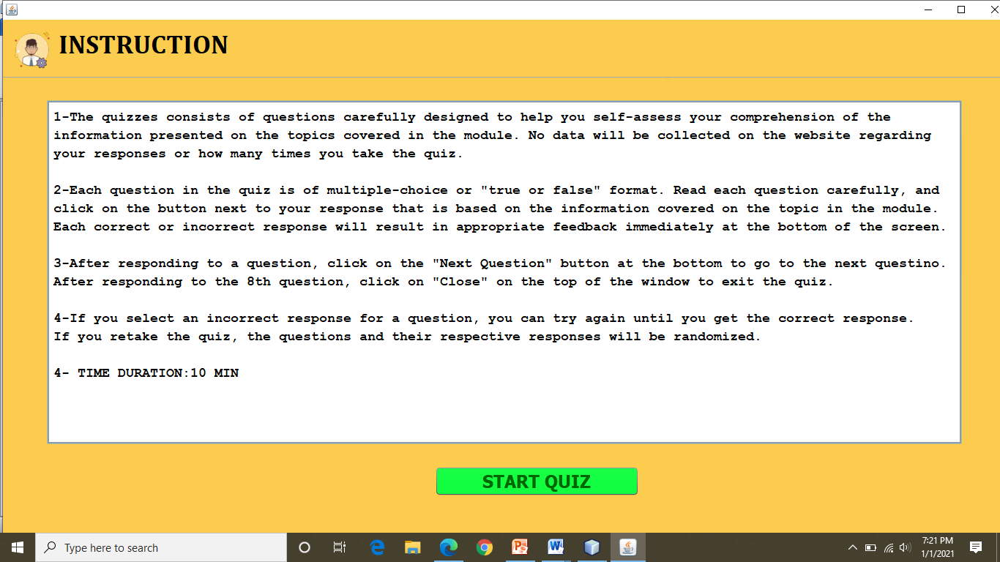 INSTRUCTION
1-The quizzes consists of questions carefully designed to help you self-assess your comprehension of the
information presented on the topics covered in the module. No data will be collected on the website regarding
your responses or how many times you take the quiz.
2-Each question in the quiz is of multiple-choice or "true or false" format. Read each question carefully, and
click on the button next to your response that is based on the information covered on the topic in the module.
Each correct or incorrect response will result in appropriate feedback immediately at the bottom of the screen.
3-After responding to a question, click on the "Next Question" button at the bottom to go to the next questino.
After responding to the 8th question, click on "Close" on the top of the window to exit the quiz.
4-If you select an incorrect response for a question, you can try again until you get the correct response.
If you retake the quiz, the questions and their respective responses will be randomized.
4- TIME DURATION:10 MIN
START QUIZ
Type here to search
7:21 PM
1/1/2021